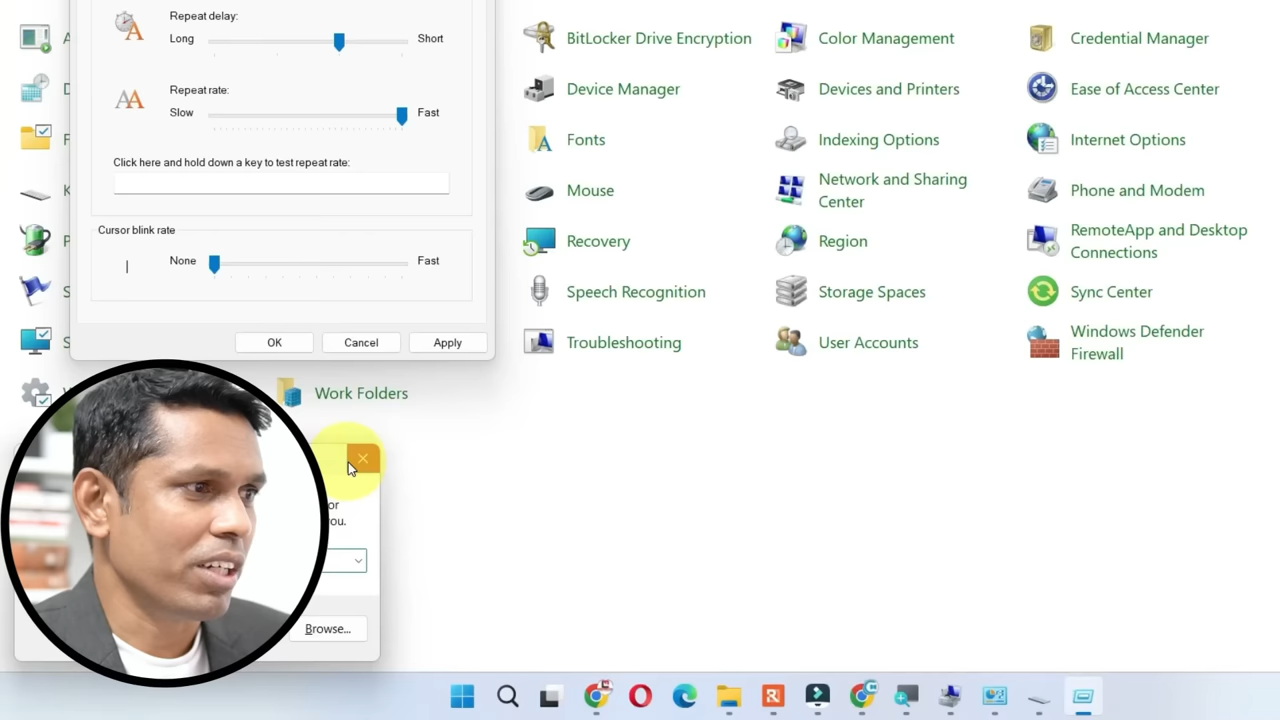 Repeat delay:
Long
Short
Repeat rate:
Slow
Fast
Click here and hold down a key to test repeat rate:
Cursor blink rate
None
Fast
OK
Cancel
Apply
BitLocker Drive Encryption
Color Management
Credential Manager
Device Manager
Devices and Printers
Ease of Access Center
Fonts
Indexing Options
Internet Options
Mouse
Network and Sharing
Center
Phone and Modem
Recovery
Region
RemoteApp and Desktop
Connections
Speech Recognition
Storage Spaces
Sync Center
Troubleshooting
User Accounts
Windows Defender
Firewall
Work Folders
or
Browse...